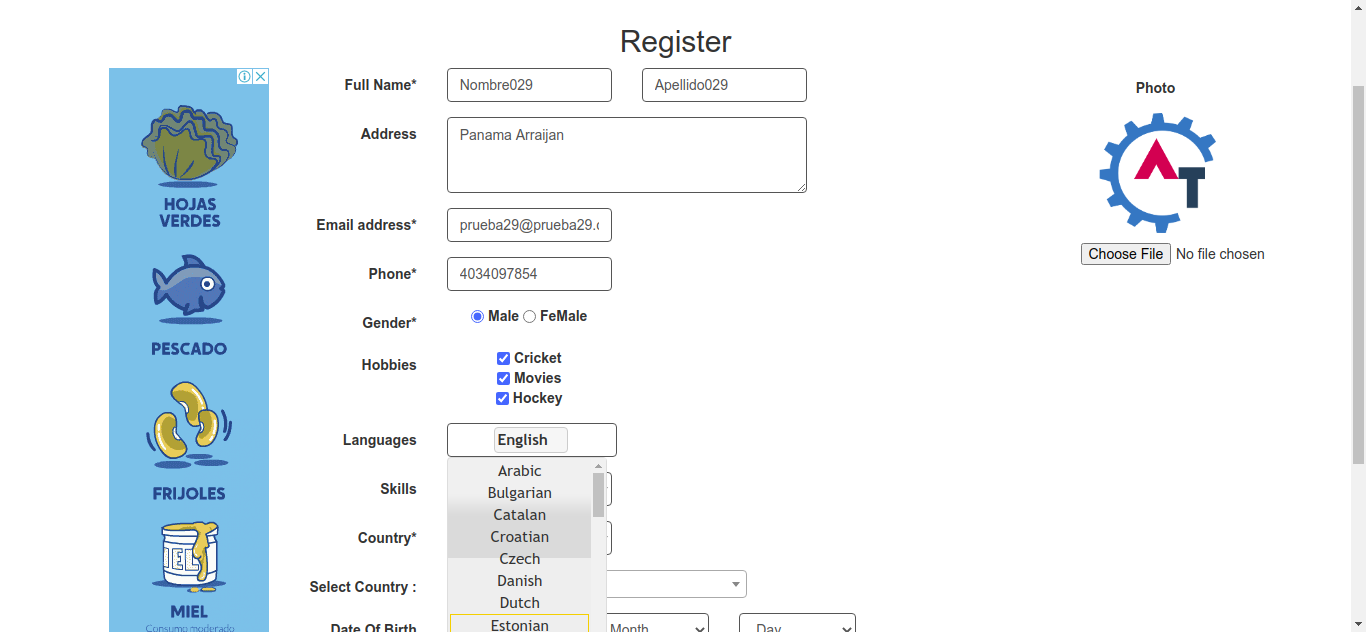 Register
HOJAS
VERDES
PESCADO
FRIJOLES
MIEL
MIEL
Consumo moderado
Full Name*
Nombre029
Apellido029
Address
Panama Arraijan
Email address*
prueba29@prueba29.
Phone*
4034097854
Gender*
Male FeMale
Hobbies
Cricket
Movies
Hockey
Languages
English
Arabic
Bulgarian
Catalan
Croatian
Czech
Danish
Dutch
Estonian
Skills
Country*
Select Country :
Date Of Birth
Month
Day
Photo
AT
Choose File No file chosen